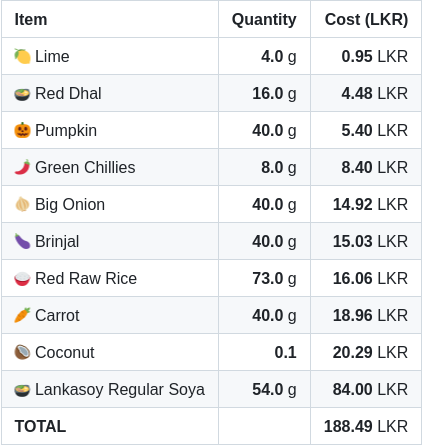 Item Quantity Cost (LKR)
Lime 4.0 g 0.95 LKR
Red Dhal 16.0 g 4.48 LKR
Pumpkin 40.0 g 5.40 LKR
Green Chillies 8.0 g 8.40 LKR
Big Onion 40.0 g 14.92 LKR
Brinjal 40.0 g 15.03 LKR
Red Raw Rice 73.0 g 16.06 LKR
Carrot 40.0 g 18.96 LKR
Coconut 0.1 20.29 LKR
Lankasoy Regular Soya 54.0 g 84.00 LKR
TOTAL 188.49 LKR